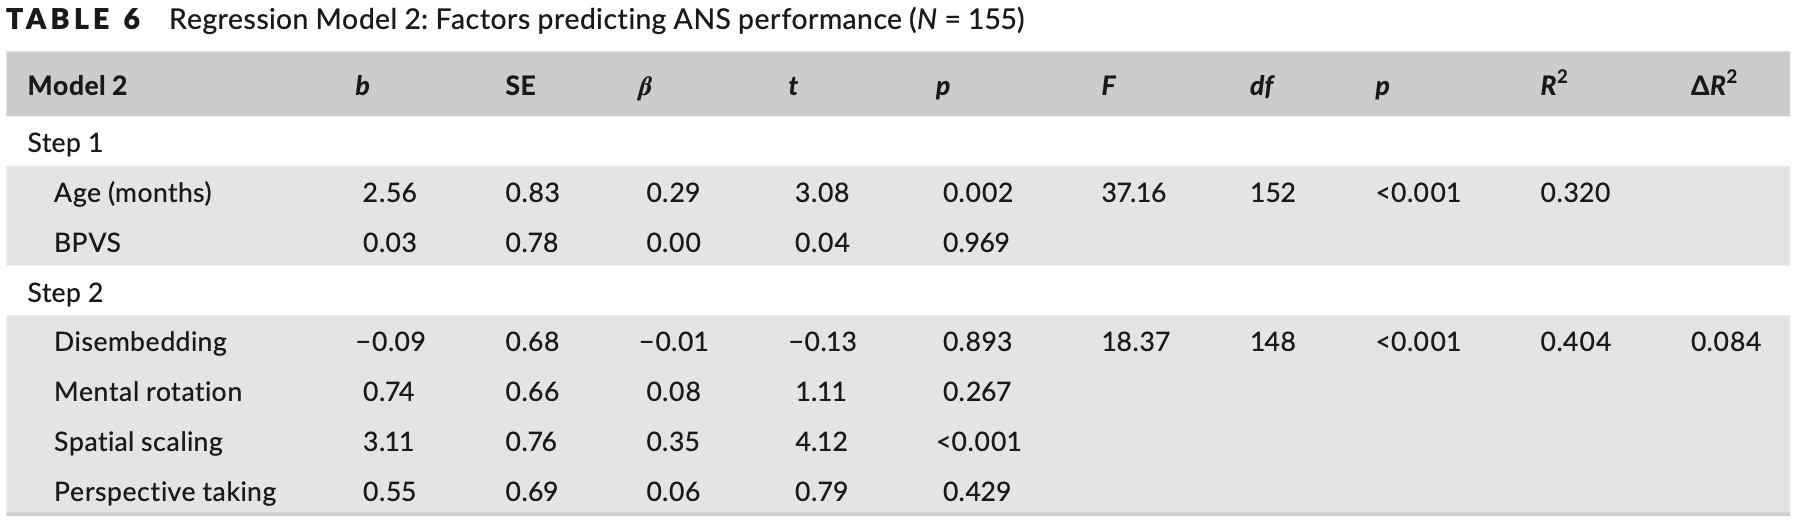 TABLE 6 Regression Model 2: Factors predicting ANS performance (N = 155)
Model 2 b SE β t p F df p R² ΔR²
Step 1
Age (months) 2.56 0.83 0.29 3.08 0.002 37.16 152 <0.001 0.320
BPVS 0.03 0.78 0.00 0.04 0.969
Step 2
Disembedding −0.09 0.68 −0.01 −0.13 0.893 18.37 148 <0.001 0.404 0.084
Mental rotation 0.74 0.66 0.08 1.11 0.267
Spatial scaling 3.11 0.76 0.35 4.12 <0.001
Perspective taking 0.55 0.69 0.06 0.79 0.429